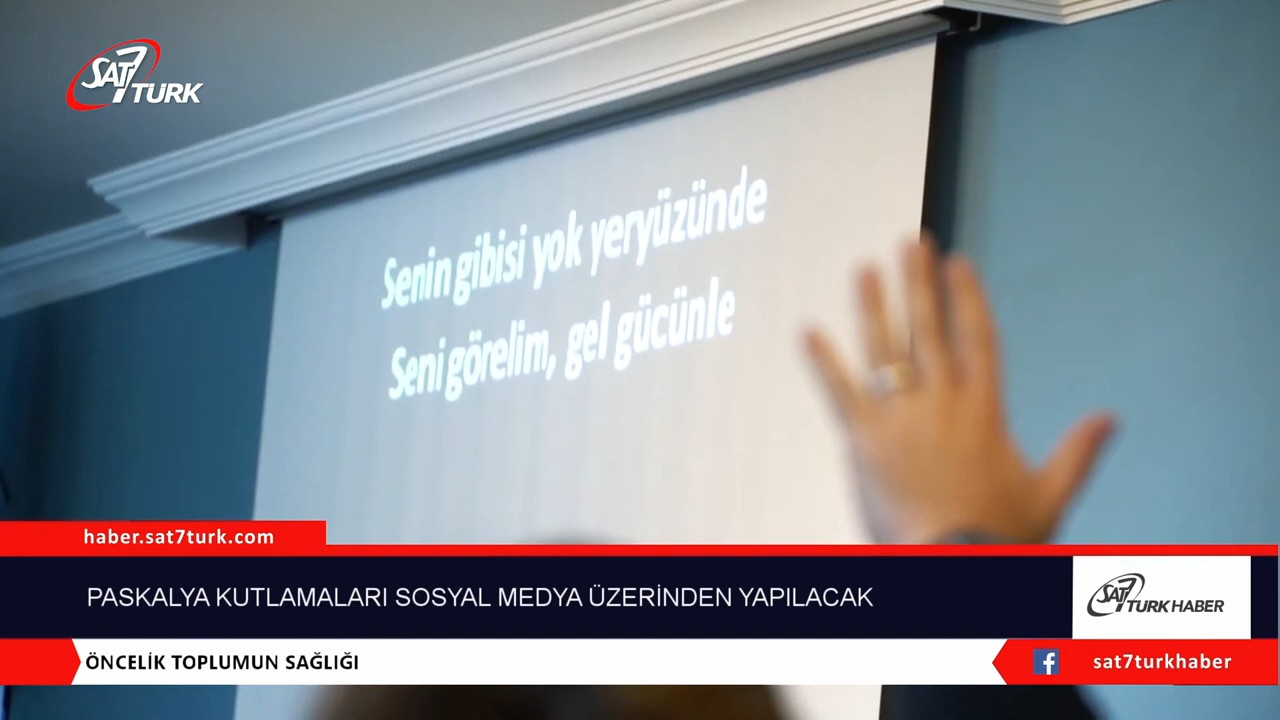 SAT7 TURK
Senin gibisi yok yeryüzünde
Seni görelim, gel gücünle
haber.sat7turk.com
PASKALYA KUTLAMALARI SOSYAL MEDYA ÜZERİNDEN YAPILACAK
SAT7 TURK HABER
ÖNCELİK TOPLUMUN SAĞLIĞI
sat7turkhaber